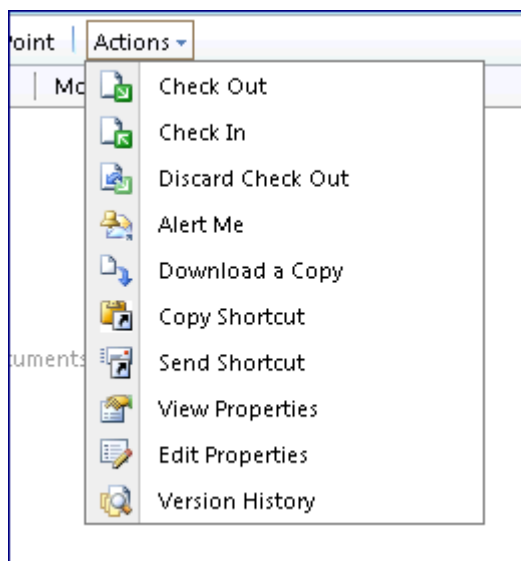 oint | Actions
Mo
Check Out
Check In
Discard Check Out
Alert Me
Download a Copy
Copy Shortcut
uments
Send Shortcut
View Properties
Edit Properties
Version History